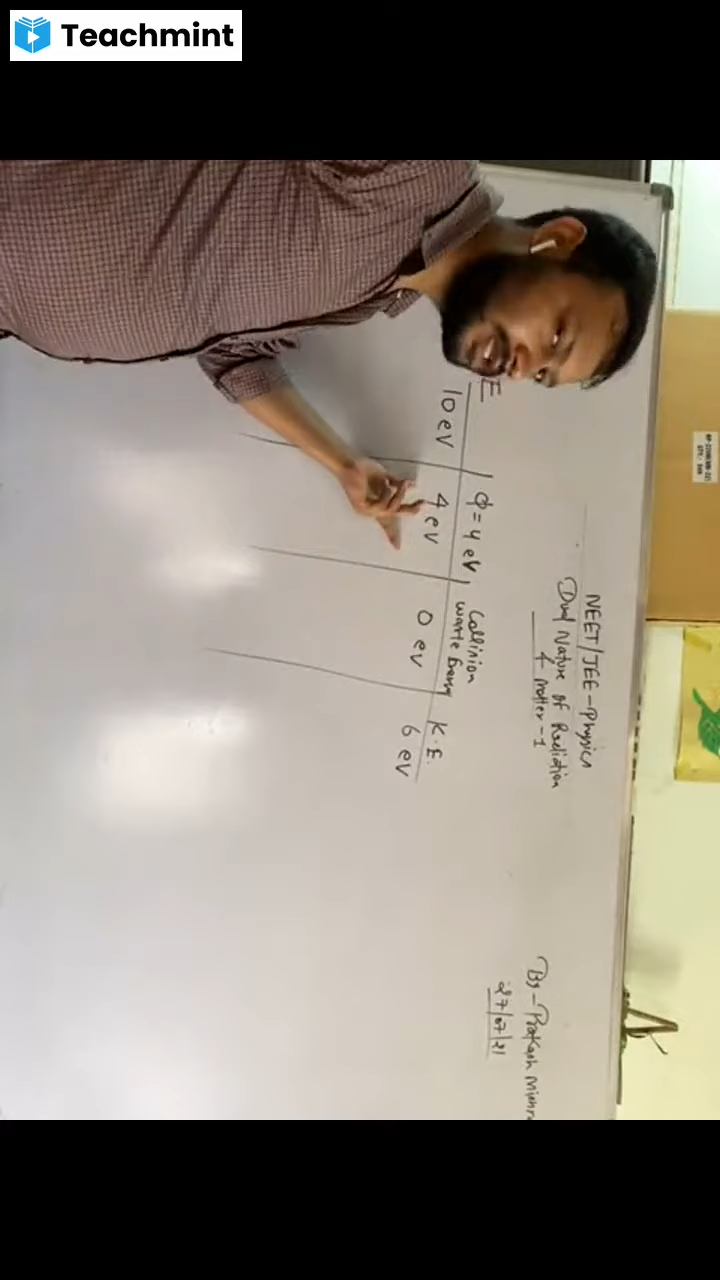 Teachmint
NEET/JEE-Physics
Dual Nature of Radiation
& Matter-1
By-Prakash Mishra
27/07/21
E
φ=4 eV
Collision
waste Energy
K.E.
10 eV
4 eV
0 eV
6 eV